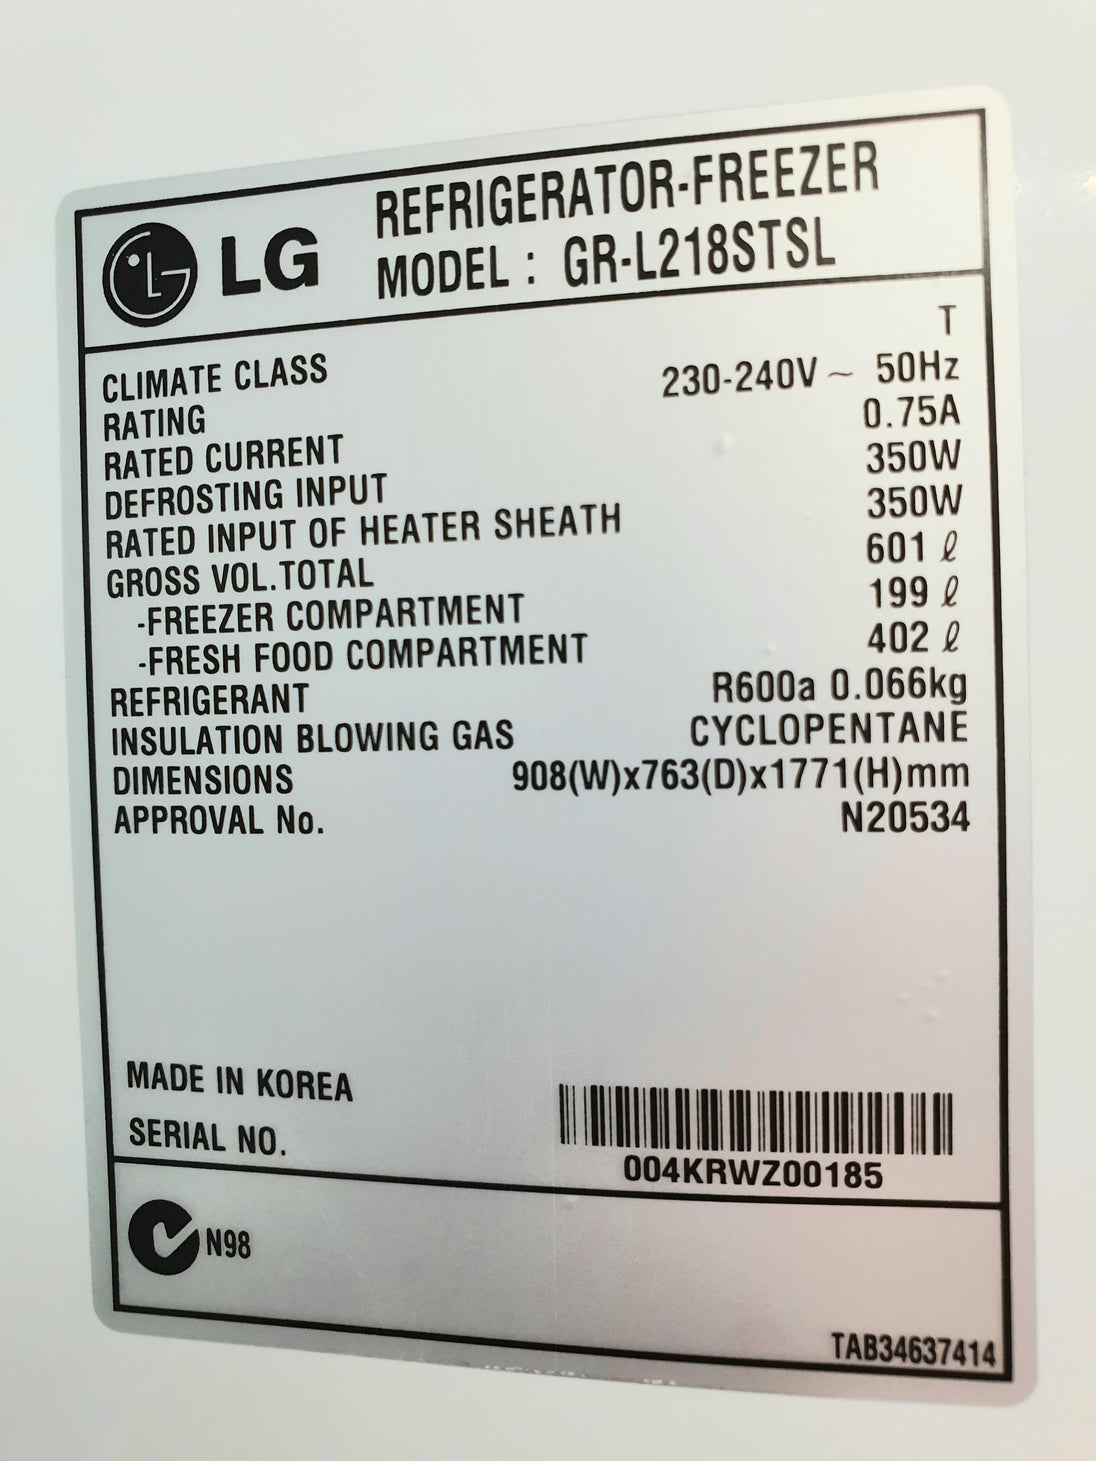 LG REFRIGERATOR-FREEZER
MODEL : GR-L218STSL
CLIMATE CLASS T
RATING 230-240V ~ 50Hz
RATED CURRENT 0.75A
DEFROSTING INPUT 350W
RATED INPUT OF HEATER SHEATH 350W
GROSS VOL.TOTAL 601 ℓ
-FREEZER COMPARTMENT 199 ℓ
-FRESH FOOD COMPARTMENT 402 ℓ
REFRIGERANT R600a 0.066kg
INSULATION BLOWING GAS CYCLOPENTANE
DIMENSIONS 908(W)x763(D)x1771(H)mm
APPROVAL No. N20534
MADE IN KOREA
SERIAL NO. 004KRWZ00185
N98
TAB34637414